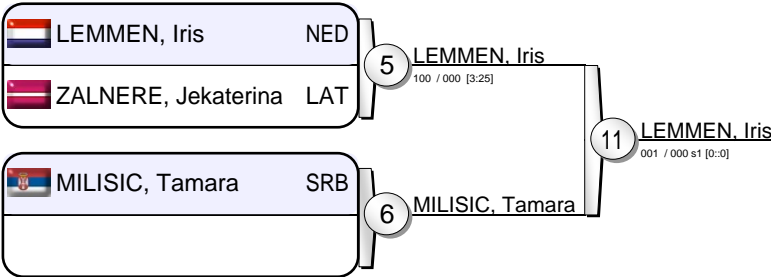 LEMMEN, Iris NED
ZALNERE, Jekaterina LAT
5
LEMMEN, Iris
100 / 000 [3:25]
11
LEMMEN, Iris
001 / 000 s1 [0::0]
MILISIC, Tamara SRB
6
MILISIC, Tamara